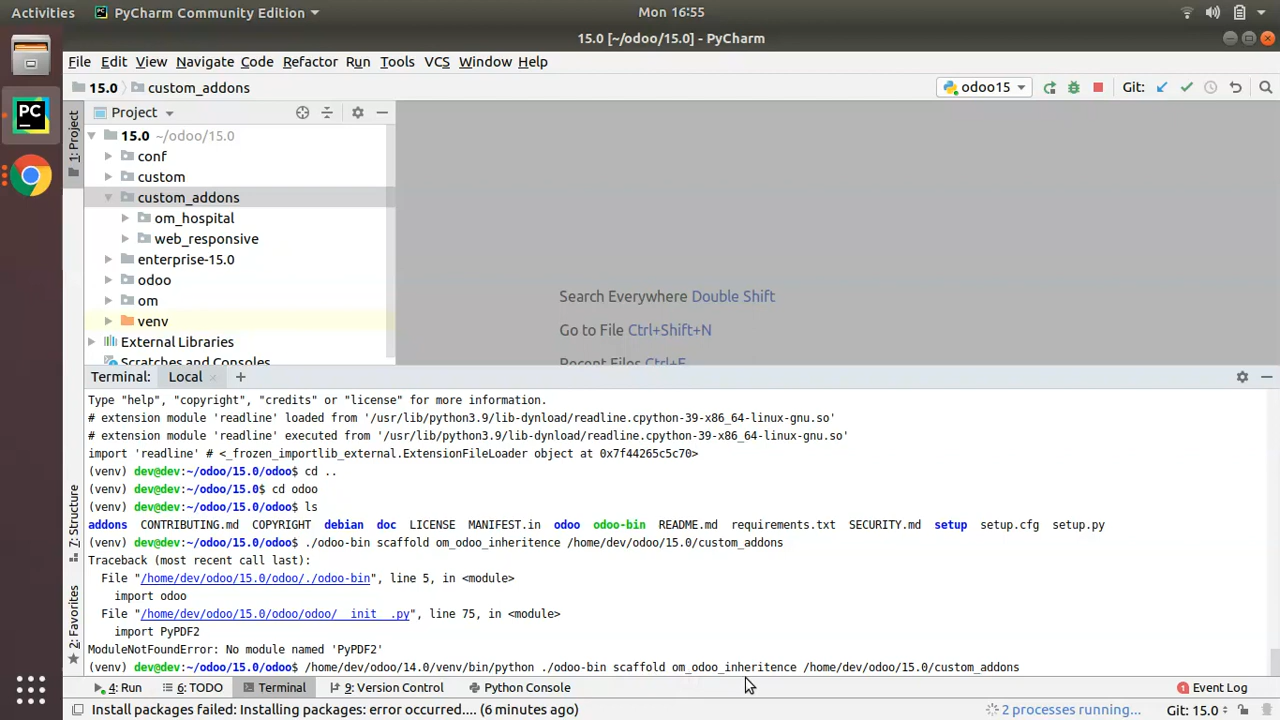 Activities
PyCharm Community Edition
Mon 16:55
15.0 [~/odoo/15.0] - PyCharm
File Edit View Navigate Code Refactor Run Tools VCS Window Help
15.0 custom_addons
odoo15
Git:
1: Project
Project
15.0 ~/odoo/15.0
conf
custom
custom_addons
om_hospital
web_responsive
enterprise-15.0
odoo
om
venv
External Libraries
Scratches and Consoles
PC
Search Everywhere Double Shift
Go to File Ctrl+Shift+N
Recent Files Ctrl+E
Terminal: Local +
Type "help", "copyright", "credits" or "license" for more information.
# extension module 'readline' loaded from '/usr/lib/python3.9/lib-dynload/readline.cpython-39-x86_64-linux-gnu.so'
# extension module 'readline' executed from '/usr/lib/python3.9/lib-dynload/readline.cpython-39-x86_64-linux-gnu.so'
import 'readline' # <_frozen_importlib_external.ExtensionFileLoader object at 0x7f44265c5c70>
(venv) dev@dev:~/odoo/15.0/odoo$ cd ..
(venv) dev@dev:~/odoo/15.0$ cd odoo
(venv) dev@dev:~/odoo/15.0/odoo$ ls
addons CONTRIBUTING.md COPYRIGHT debian doc LICENSE MANIFEST.in odoo odoo-bin README.md requirements.txt SECURITY.md setup setup.cfg setup.py
(venv) dev@dev:~/odoo/15.0/odoo$ ./odoo-bin scaffold om_odoo_inheritence /home/dev/odoo/15.0/custom_addons
Traceback (most recent call last):
File "/home/dev/odoo/15.0/odoo/./odoo-bin", line 5, in <module>
import odoo
File "/home/dev/odoo/15.0/odoo/odoo/__init__.py", line 75, in <module>
import PyPDF2
ModuleNotFoundError: No module named 'PyPDF2'
(venv) dev@dev:~/odoo/15.0/odoo$ /home/dev/odoo/14.0/venv/bin/python ./odoo-bin scaffold om_odoo_inheritence /home/dev/odoo/15.0/custom_addons
7: Structure
2: Favorites
4: Run 6: TODO Terminal 9: Version Control Python Console
1 Event Log
Install packages failed: Installing packages: error occurred.... (6 minutes ago)
2 processes running...
Git: 15.0